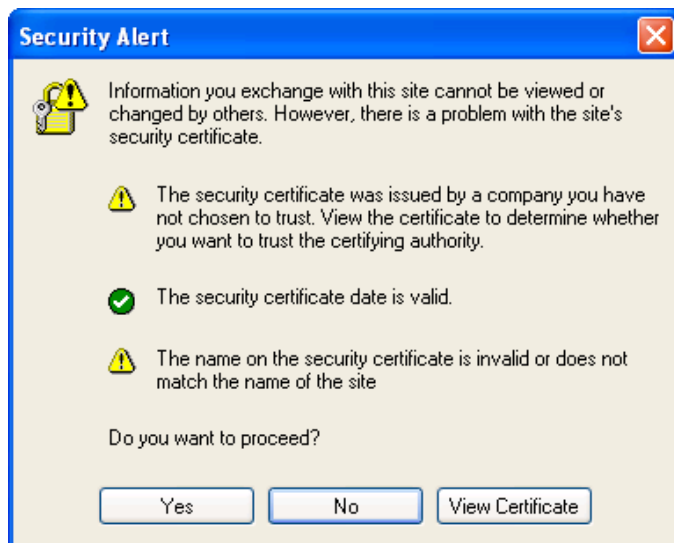 Security Alert
Information you exchange with this site cannot be viewed or
changed by others. However, there is a problem with the site's
security certificate.
The security certificate was issued by a company you have
not chosen to trust. View the certificate to determine whether
you want to trust the certifying authority.
The security certificate date is valid.
The name on the security certificate is invalid or does not
match the name of the site
Do you want to proceed?
Yes No View Certificate